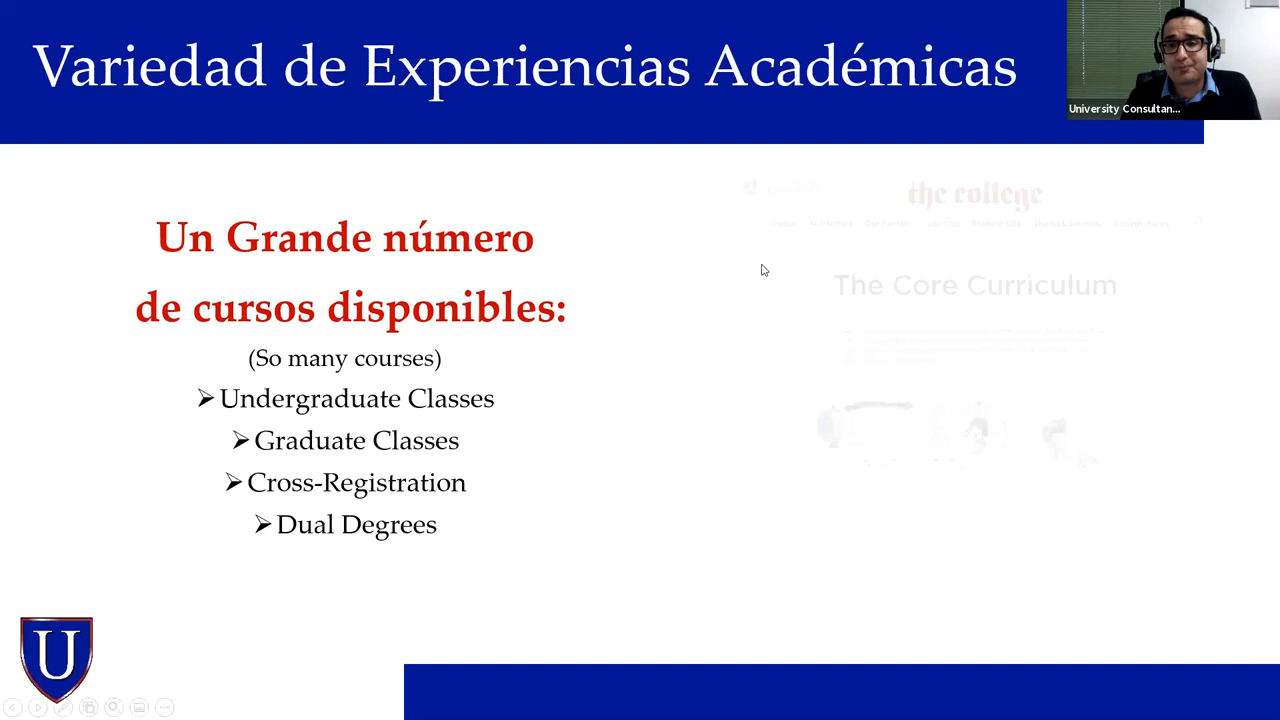 Variedad de Experiencias Académicas
University Consultan...
Un Grande número
de cursos disponibles:
(So many courses)
Undergraduate Classes
Graduate Classes
Cross-Registration
Dual Degrees
the college
The Core Curriculum
U